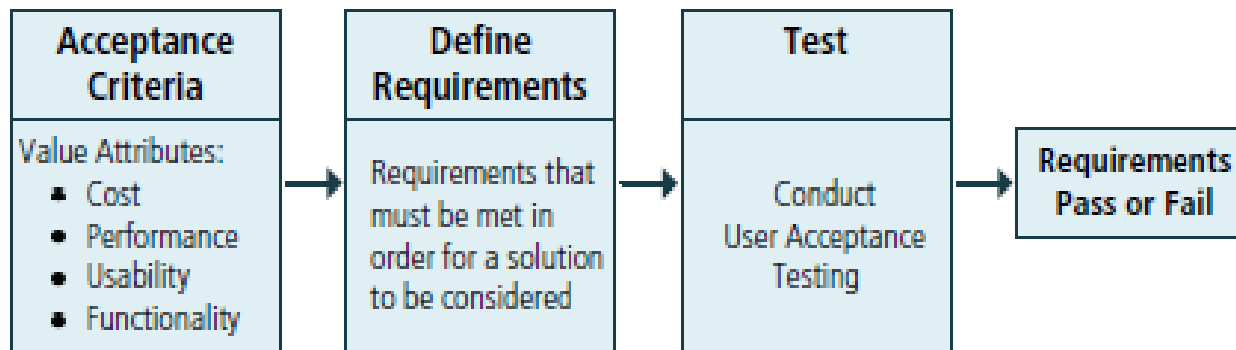 Acceptance
Criteria
Value Attributes:
• Cost
• Performance
• Usability
• Functionality
Define
Requirements
Requirements that
must be met in
order for a solution
to be considered
Test
Conduct
User Acceptance
Testing
Requirements
Pass or Fail